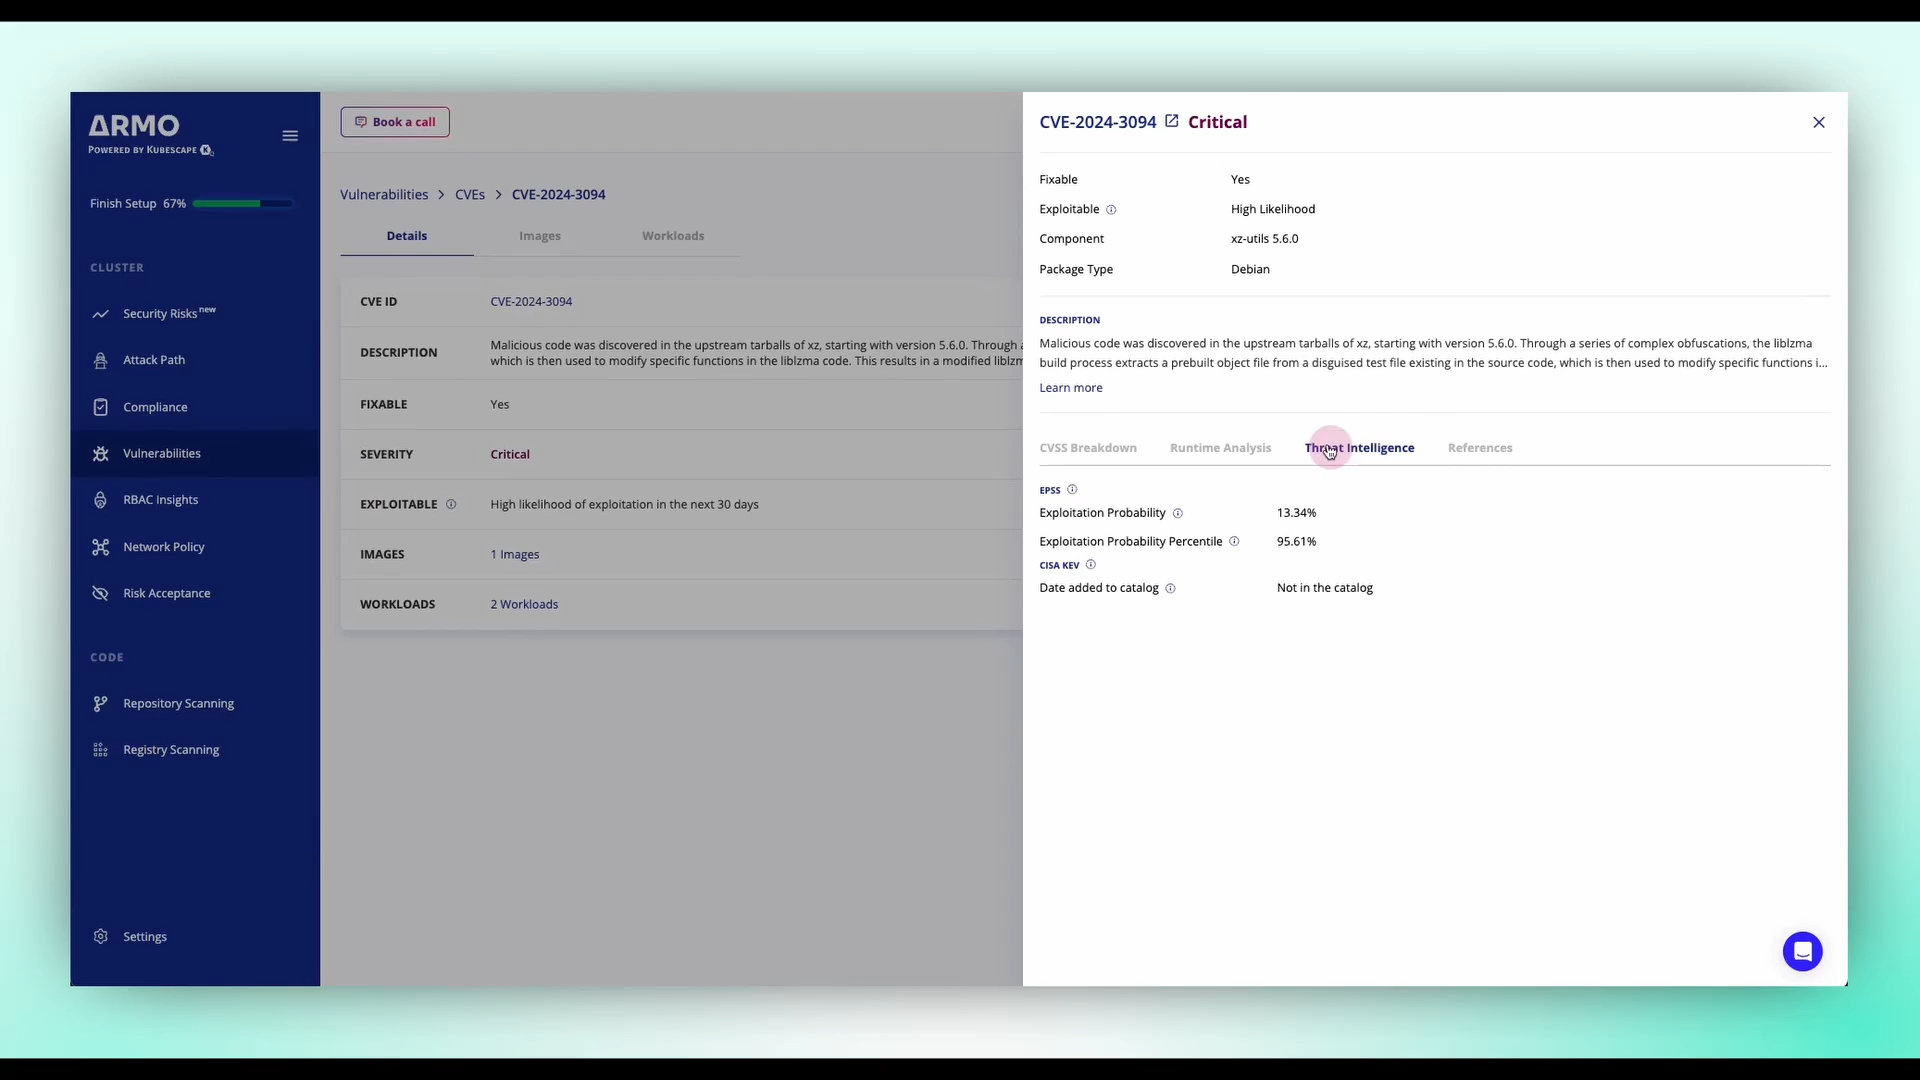 ARMO
POWERED BY KUBESCAPE
Finish Setup 67%
CLUSTER
Security Risks new
Attack Path
Compliance
Vulnerabilities
RBAC Insights
Network Policy
Risk Acceptance
CODE
Repository Scanning
Registry Scanning
Settings
Book a call
Vulnerabilities > CVEs > CVE-2024-3094
Details Images Workloads
CVE ID CVE-2024-3094
DESCRIPTION Malicious code was discovered in the upstream tarballs of xz, starting with version 5.6.0. Through a
which is then used to modify specific functions in the liblzma code. This results in a modified liblzm
FIXABLE Yes
SEVERITY Critical
EXPLOITABLE High likelihood of exploitation in the next 30 days
IMAGES 1 Images
WORKLOADS 2 Workloads
CVE-2024-3094 Critical
Fixable Yes
Exploitable High Likelihood
Component xz-utils 5.6.0
Package Type Debian
DESCRIPTION
Malicious code was discovered in the upstream tarballs of xz, starting with version 5.6.0. Through a series of complex obfuscations, the liblzma
build process extracts a prebuilt object file from a disguised test file existing in the source code, which is then used to modify specific functions i...
Learn more
CVSS Breakdown Runtime Analysis Threat Intelligence References
EPSS
Exploitation Probability 13.34%
Exploitation Probability Percentile 95.61%
CISA KEV
Date added to catalog Not in the catalog